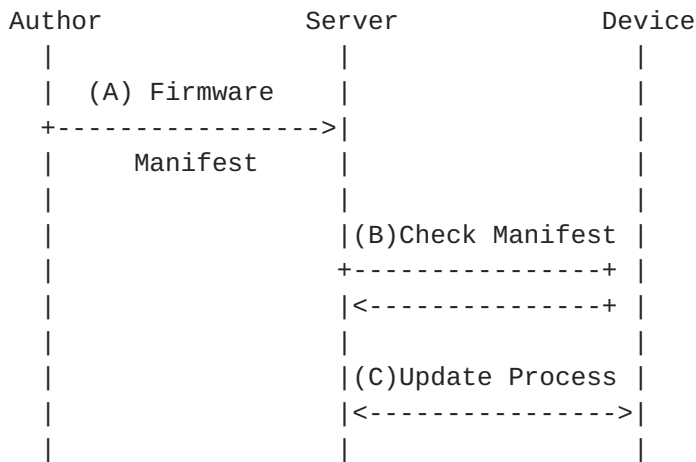 Author Server Device
(A) Firmware
Manifest
(B)Check Manifest
(C)Update Process